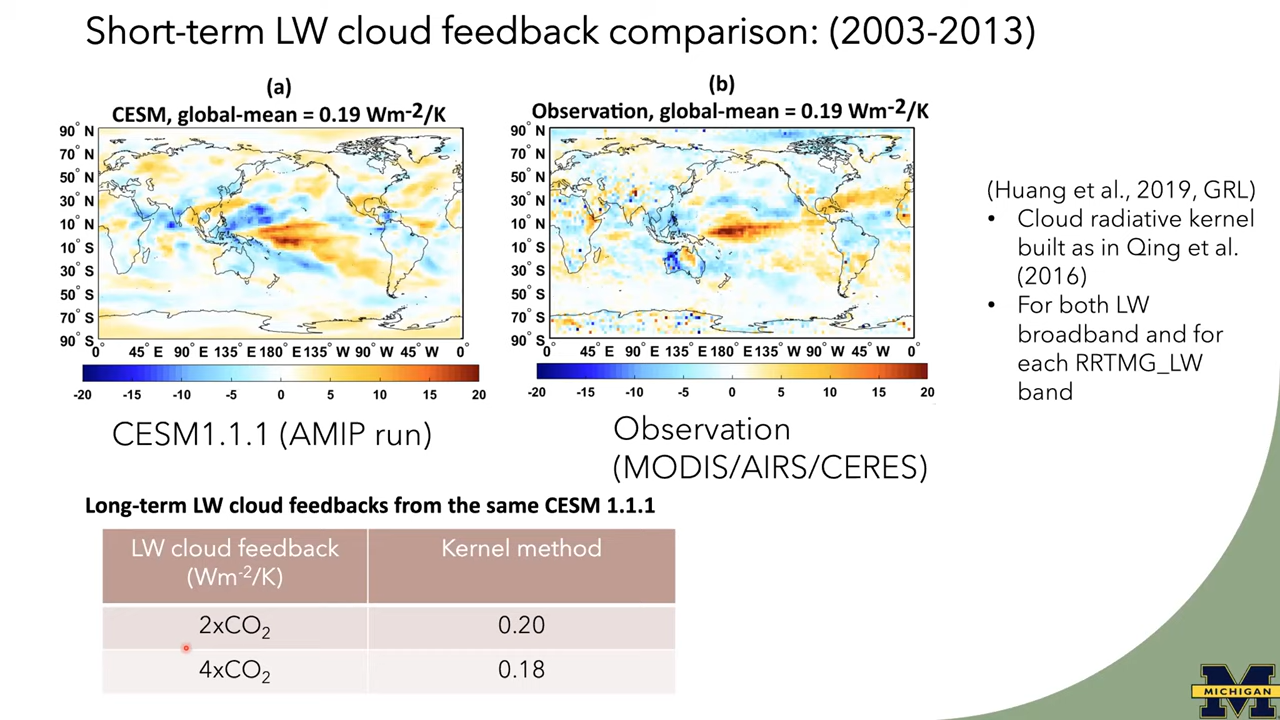 Short-term LW cloud feedback comparison: (2003-2013)
(a)
CESM, global-mean = 0.19 Wm-2/K
90° N
70° N
50° N
30° N
10° N
10° S
30° S
50° S
70° S
90° S
0° 45° E 90° E 135° E 180° E 135° W 90° W 45° W 0°
-20 -15 -10 -5 0 5 10 15 20
CESM1.1.1 (AMIP run)
(b)
Observation, global-mean = 0.19 Wm-2/K
90° N
70° N
50° N
30° N
10° N
10° S
30° S
50° S
70° S
90° S
0° 45° E 90° E 135° E 180° E 135° W 90° W 45° W 0°
-20 -15 -10 -5 0 5 10 15 20
Observation
(MODIS/AIRS/CERES)
(Huang et al., 2019, GRL)
• Cloud radiative kernel
built as in Qing et al.
(2016)
• For both LW
broadband and for
each RRTMG_LW
band
Long-term LW cloud feedbacks from the same CESM 1.1.1
LW cloud feedback
(Wm-2/K)
Kernel method
2xCO2 0.20
4xCO2 0.18
M
MICHIGAN